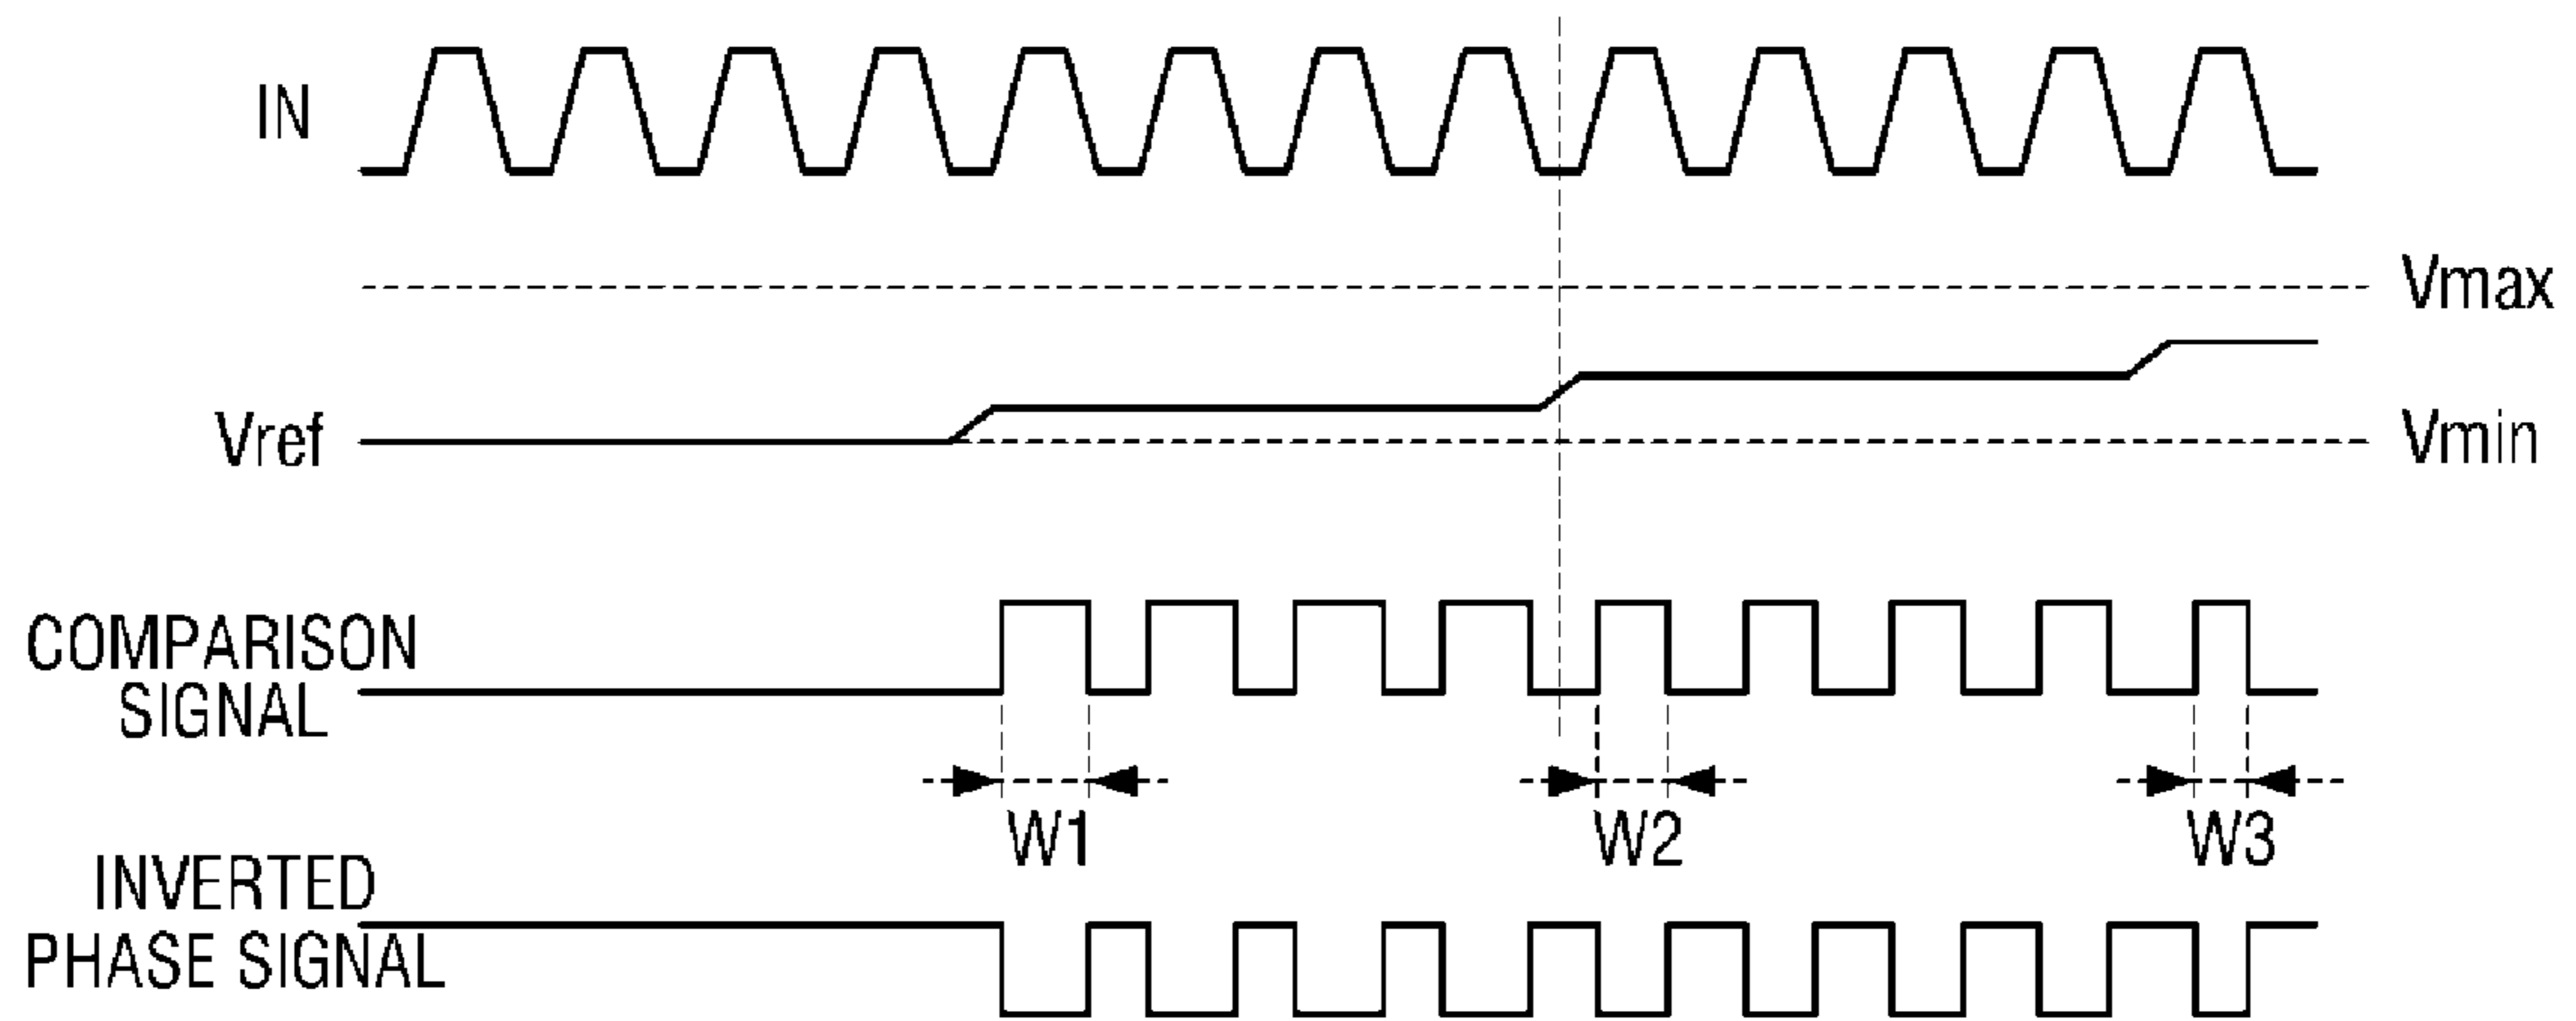 IN
Vmax
Vref
Vmin
COMPARISON
SIGNAL
W1
W2
W3
INVERTED
PHASE SIGNAL